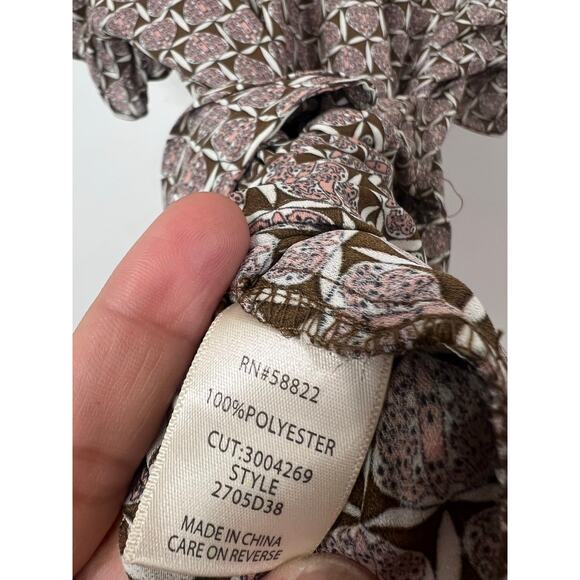 RN#58822
100%POLYESTER
CUT:3004269
STYLE
2705D38
MADE IN CHINA
CARE ON REVERSE